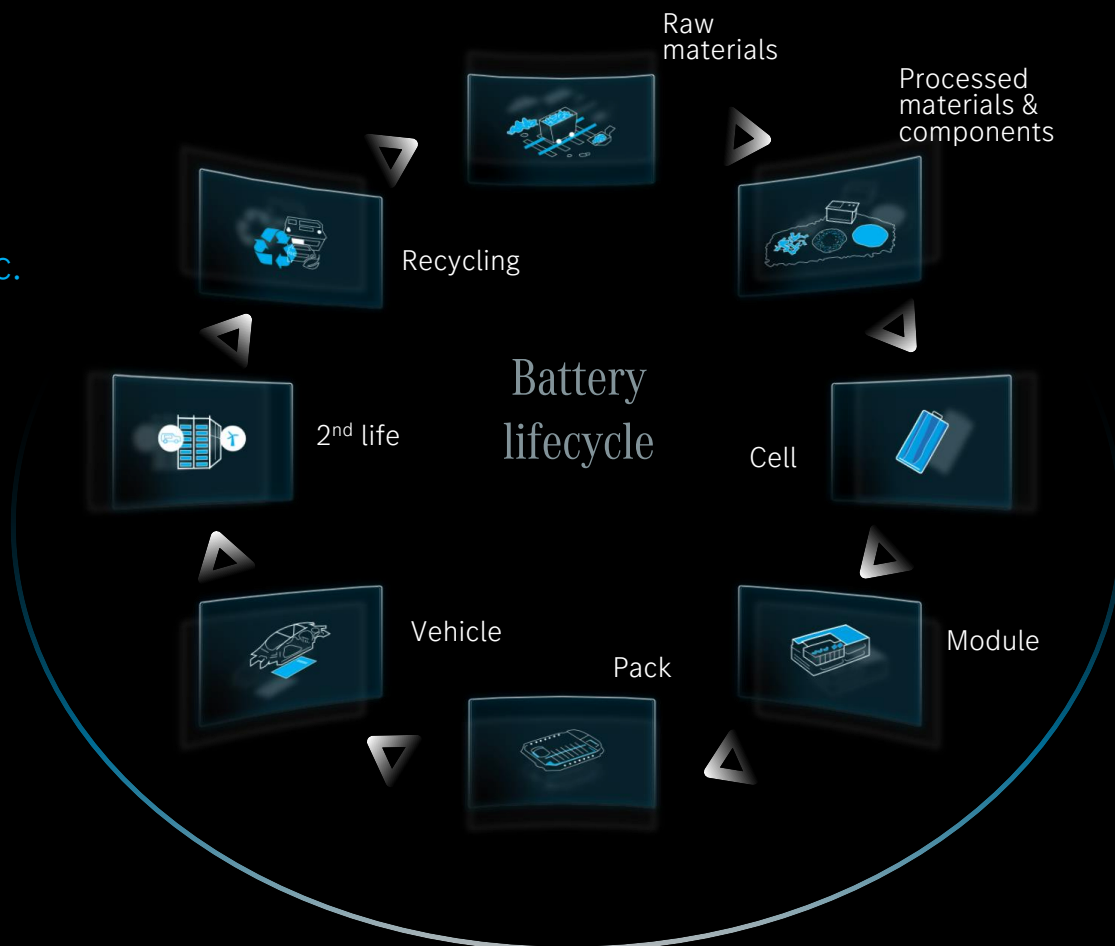 Raw
materials
Processed
materials &
components
Recycling
c.
Battery
lifecycle
2nd life
Cell
Vehicle
Module
Pack